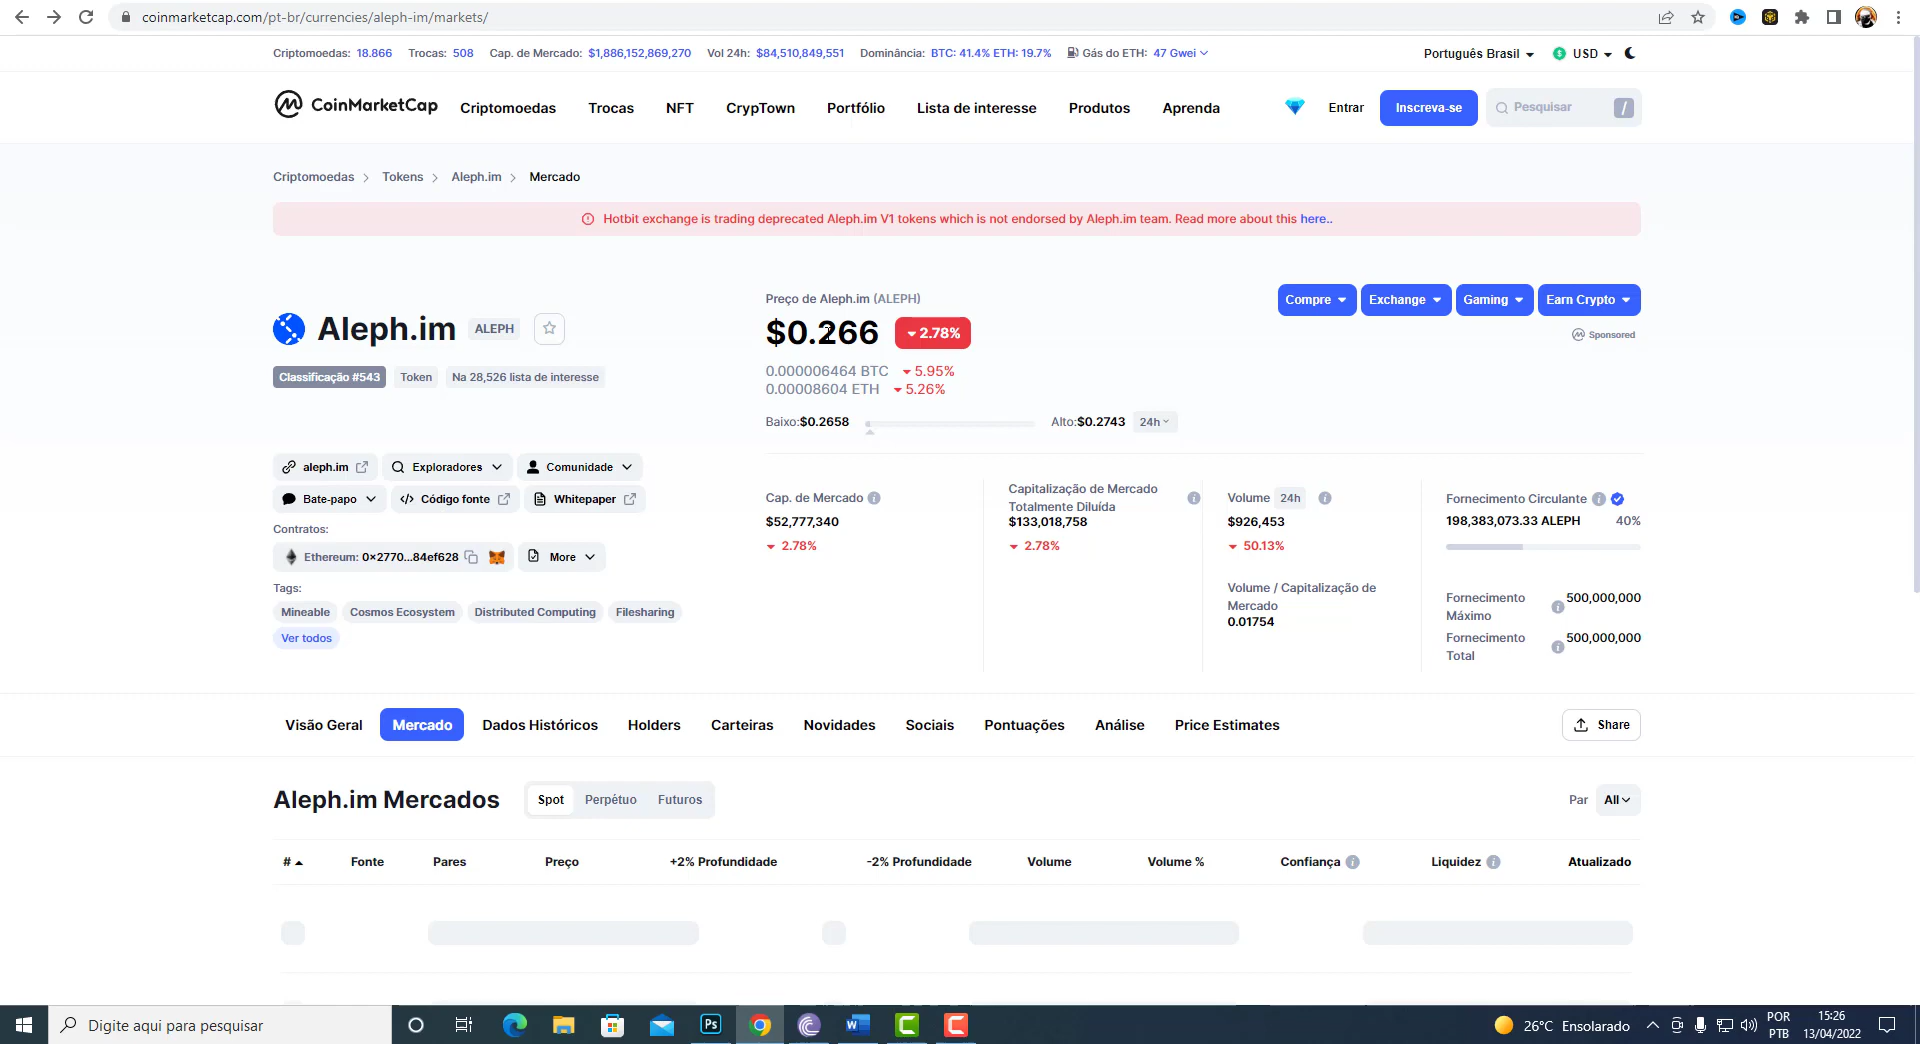 coinmarketcap.com/pt-br/currencies/aleph-im/markets/
Criptomoedas: 18.866 Trocas: 508 Cap. de Mercado: $1,886,152,869,270 Vol 24h: $84,510,849,551 Dominância: BTC: 41.4% ETH: 19.7% Gás do ETH: 47 Gwei Português Brasil USD
CoinMarketCap Criptomoedas Trocas NFT CrypTown Portfólio Lista de interesse Produtos Aprenda Entrar Inscreva-se Pesquisar /
Criptomoedas Tokens Aleph.im Mercado
Hotbit exchange is trading deprecated Aleph.im V1 tokens which is not endorsed by Aleph.im team. Read more about this here..
Preço de Aleph.im (ALEPH)
Compre Exchange Gaming Earn Crypto
Aleph.im ALEPH
$0.266 2.78%
Sponsored
Classificação #543 Token Na 28,526 lista de interesse
0.000006464 BTC 5.95%
0.00008604 ETH 5.26%
Baixo:$0.2658 Alto:$0.2743 24h
aleph.im Exploradores Comunidade
Bate-papo Código fonte Whitepaper
Contratos:
Ethereum: 0x2770...84ef628 More
Tags:
Mineable Cosmos Ecosystem Distributed Computing Filesharing
Ver todos
Cap. de Mercado
$52,777,340
2.78%
Capitalização de Mercado
Totalmente Diluída
$133,018,758
2.78%
Volume 24h
$926,453
50.13%
Volume / Capitalização de
Mercado
0.01754
Fornecimento Circulante
198,383,073.33 ALEPH 40%
Fornecimento
Máximo
500,000,000
Fornecimento
Total
500,000,000
Visão Geral Mercado Dados Históricos Holders Carteiras Novidades Sociais Pontuações Análise Price Estimates Share
Aleph.im Mercados Spot Perpétuo Futuros Par All
# Fonte Pares Preço +2% Profundidade -2% Profundidade Volume Volume % Confiança Liquidez Atualizado
Digite aqui para pesquisar
Ps
26°C Ensolarado
POR
PTB
15:26
13/04/2022